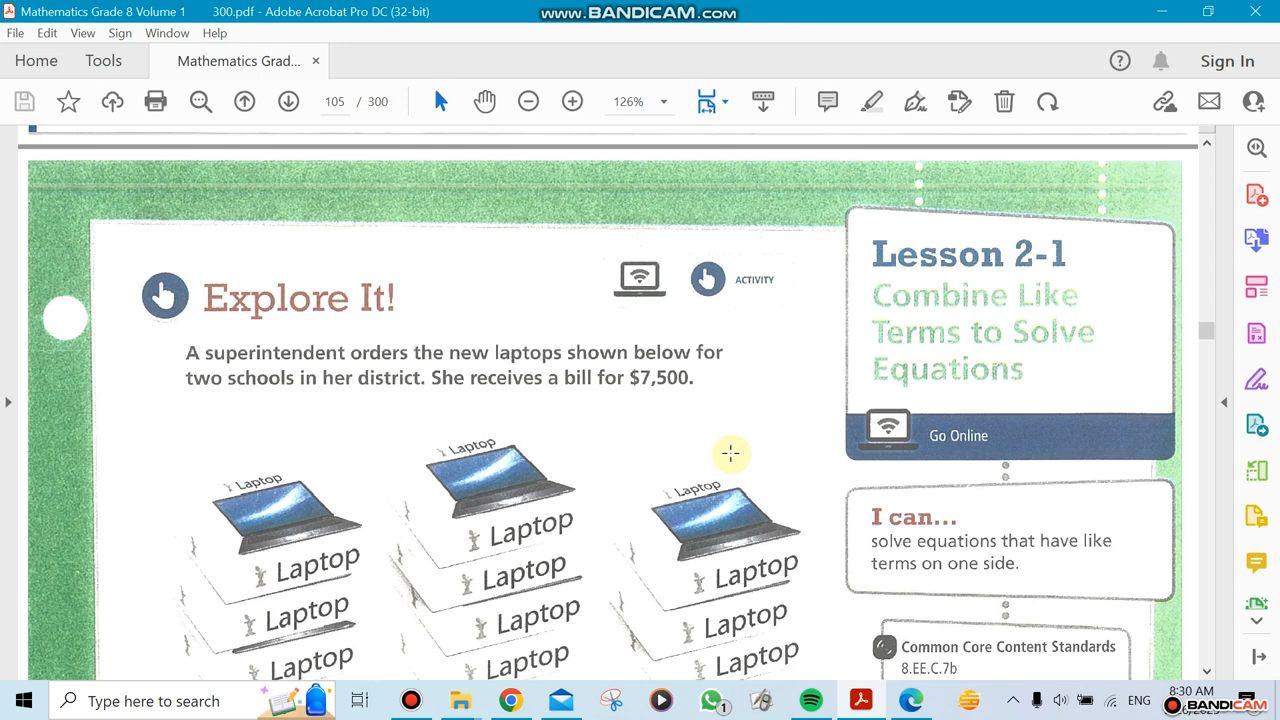 Mathematics Grade 8 Volume 1 300.pdf - Adobe Acrobat Pro DC (32-bit)
www.BANDICAM.com
File Edit View Sign Window Help
Home Tools Mathematics Grad... × Sign In
105 / 300 126%
Explore It!
ACTIVITY
A superintendent orders the new laptops shown below for
two schools in her district. She receives a bill for $7,500.
Laptop
Laptop
Laptop
Laptop
Laptop
Laptop
Laptop
Laptop
Laptop
Laptop
Laptop
Laptop
Lesson 2-1
Combine Like
Terms to Solve
Equations
Go Online
I can...
solve equations that have like
terms on one side.
Common Core Content Standards
8.EE.C.7b
Type here to search
1
ENG
8:30 AM
BANDICAM